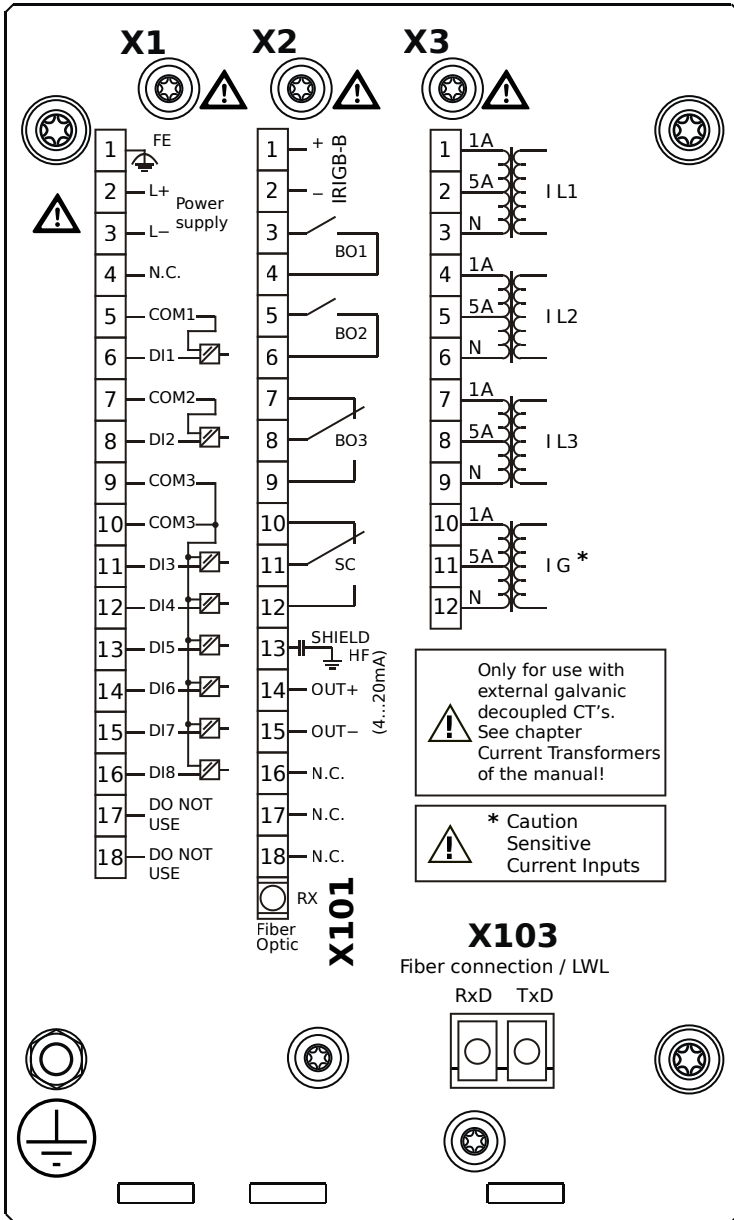 X1
X2
X3
1
FE
2
L+
Power
supply
3
L−
4
N.C.
5
COM1
6
DI1
7
COM2
8
DI2
9
COM3
10
COM3
11
DI3
12
DI4
13
DI5
14
DI6
15
DI7
16
DI8
17
DO NOT
USE
18
DO NOT
USE
1
+
2
−
IRIGB-B
3
BO1
4
5
BO2
6
7
8
BO3
9
10
11
SC
12
13
SHIELD
HF
14
OUT+
15
OUT−
(4...20mA)
16
N.C.
17
N.C.
18
N.C.
RX
Fiber
Optic
X101
1
1A
2
5A
I L1
3
N
4
1A
5
5A
I L2
6
N
7
1A
8
5A
I L3
9
N
10
1A
11
5A
I G *
12
N
Only for use with
external galvanic
decoupled CT's.
See chapter
Current Transformers
of the manual!
* Caution
Sensitive
Current Inputs
X103
Fiber connection / LWL
RxD TxD